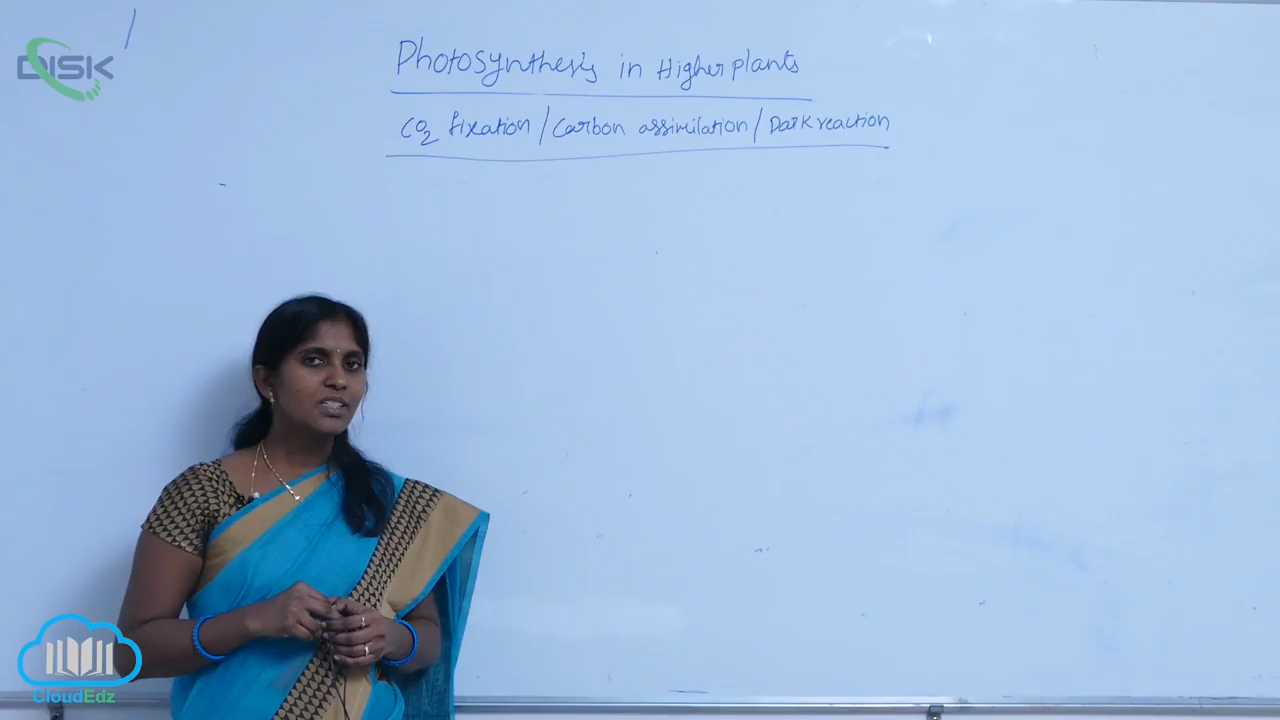 DISK
Photosynthesis in Higher plants
CO2 fixation / Carbon assimilation / Dark reaction
CloudEdz